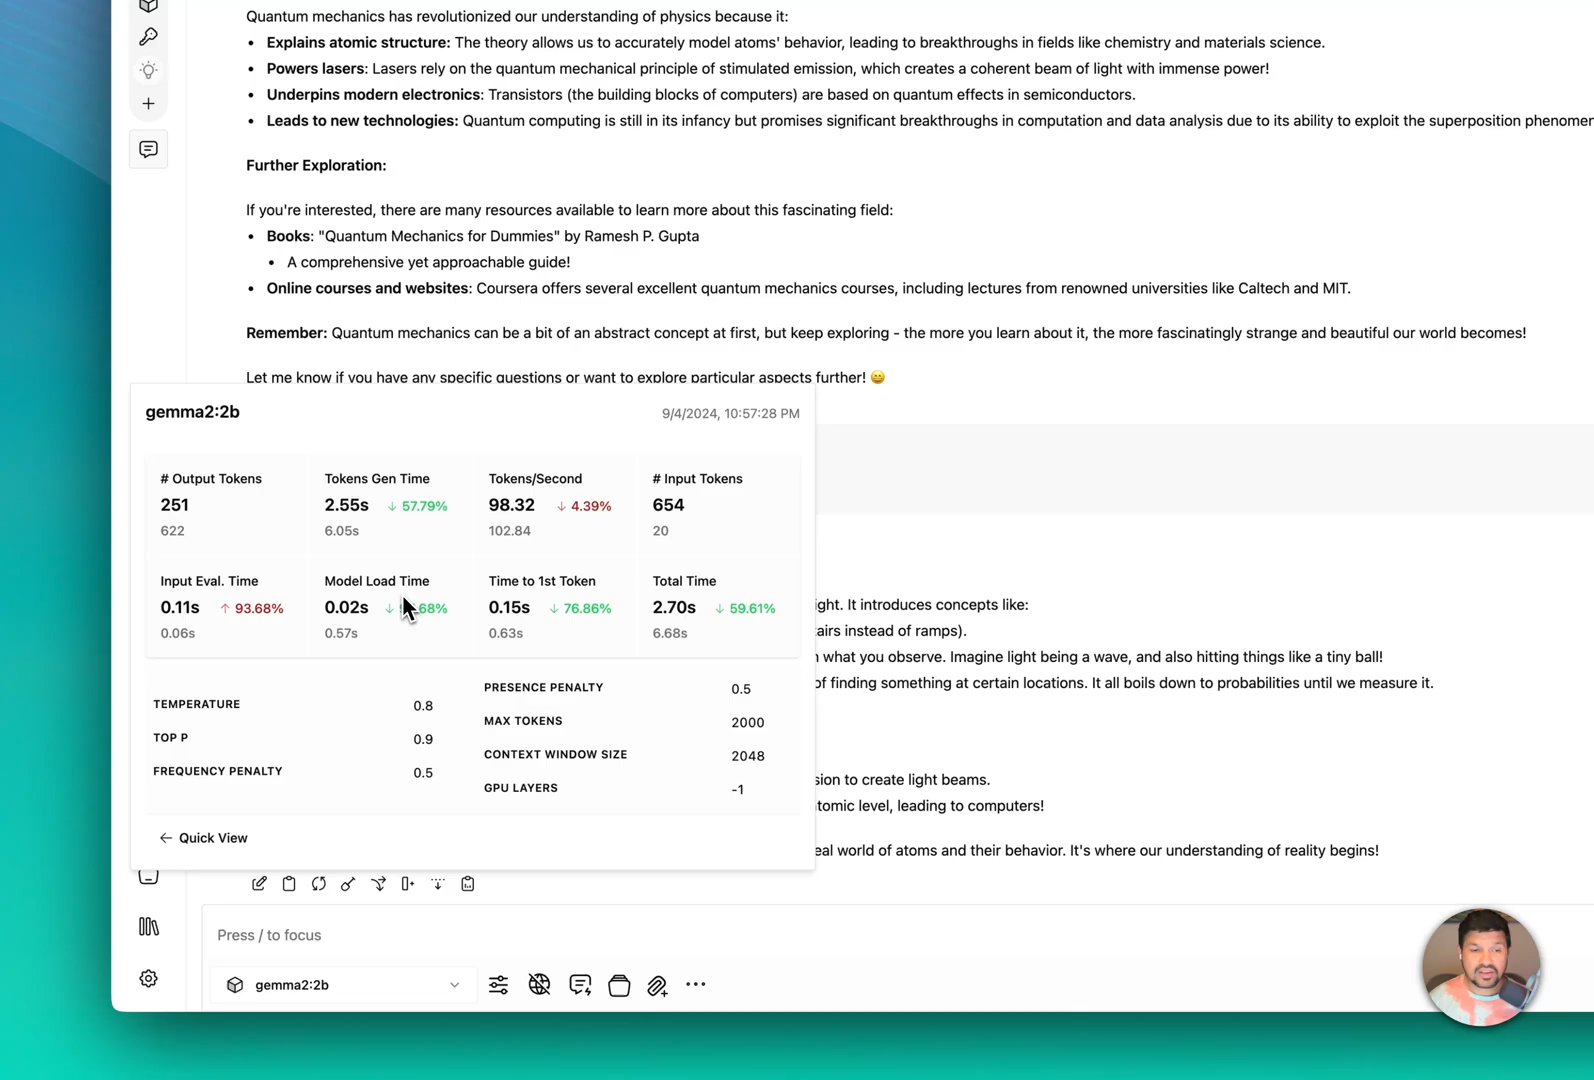 Quantum mechanics has revolutionized our understanding of physics because it:
• Explains atomic structure: The theory allows us to accurately model atoms' behavior, leading to breakthroughs in fields like chemistry and materials science.
• Powers lasers: Lasers rely on the quantum mechanical principle of stimulated emission, which creates a coherent beam of light with immense power!
• Underpins modern electronics: Transistors (the building blocks of computers) are based on quantum effects in semiconductors.
• Leads to new technologies: Quantum computing is still in its infancy but promises significant breakthroughs in computation and data analysis due to its ability to exploit the superposition phenomen
Further Exploration:
If you're interested, there are many resources available to learn more about this fascinating field:
• Books: "Quantum Mechanics for Dummies" by Ramesh P. Gupta
• A comprehensive yet approachable guide!
• Online courses and websites: Coursera offers several excellent quantum mechanics courses, including lectures from renowned universities like Caltech and MIT.
Remember: Quantum mechanics can be a bit of an abstract concept at first, but keep exploring - the more you learn about it, the more fascinatingly strange and beautiful our world becomes!
Let me know if you have any specific questions or want to explore particular aspects further! 😄
gemma2:2b 9/4/2024, 10:57:28 PM
# Output Tokens Tokens Gen Time Tokens/Second # Input Tokens
251 2.55s ↓ 57.79% 98.32 ↓ 4.39% 654
622 6.05s 102.84 20
Input Eval. Time Model Load Time Time to 1st Token Total Time
0.11s ↑ 93.68% 0.02s ↓ 68% 0.15s ↓ 76.86% 2.70s ↓ 59.61%
0.06s 0.57s 0.63s 6.68s
TEMPERATURE 0.8
TOP P 0.9
FREQUENCY PENALTY 0.5
PRESENCE PENALTY 0.5
MAX TOKENS 2000
CONTEXT WINDOW SIZE 2048
GPU LAYERS -1
← Quick View
ight. It introduces concepts like:
airs instead of ramps).
what you observe. Imagine light being a wave, and also hitting things like a tiny ball!
of finding something at certain locations. It all boils down to probabilities until we measure it.
sion to create light beams.
tomic level, leading to computers!
eal world of atoms and their behavior. It's where our understanding of reality begins!
Press / to focus
gemma2:2b